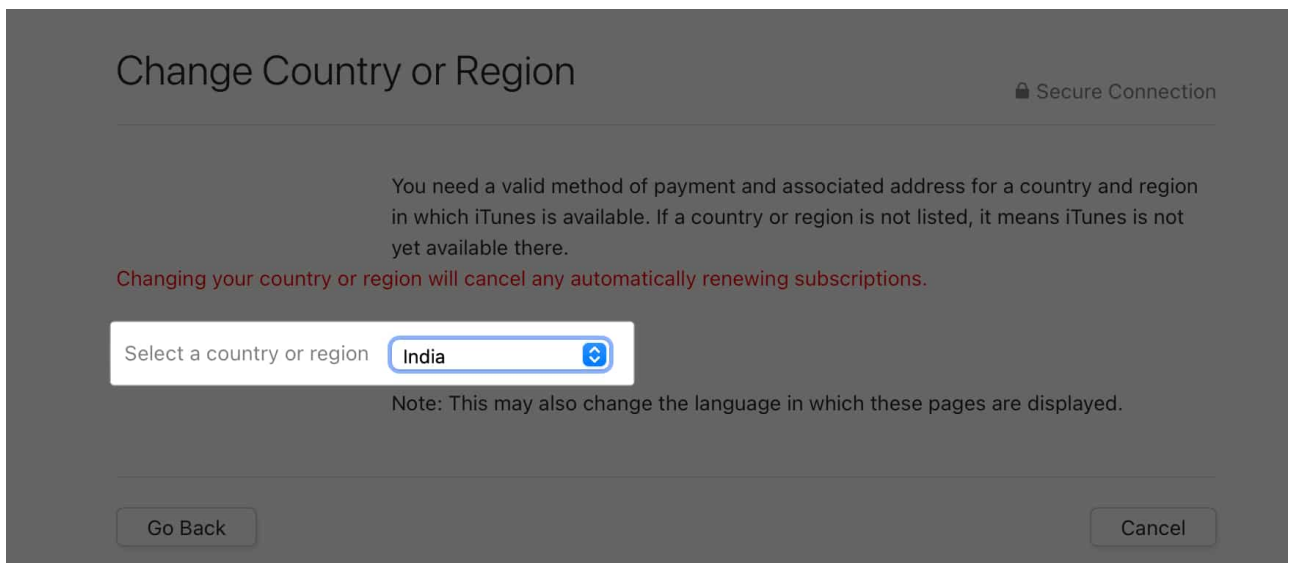 Change Country or Region
Secure Connection
You need a valid method of payment and associated address for a country and region
in which iTunes is available. If a country or region is not listed, it means iTunes is not
yet available there.
Changing your country or region will cancel any automatically renewing subscriptions.
Select a country or region India
Note: This may also change the language in which these pages are displayed.
Go Back
Cancel